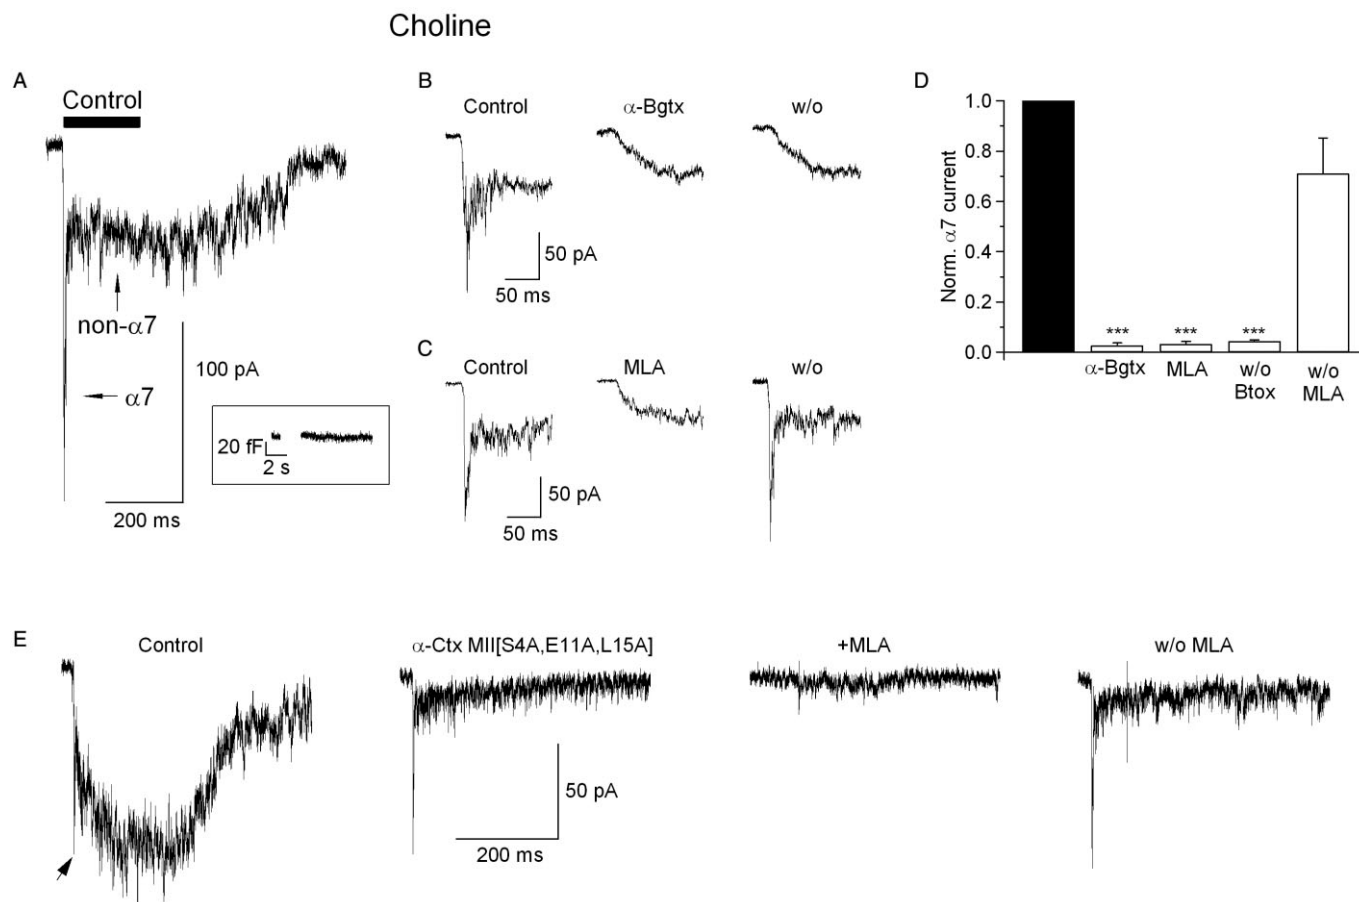 Choline
A
Control
non-α7
α7
100 pA
200 ms
20 fF
2 s
B
Control
α-Bgtx
w/o
50 pA
50 ms
C
Control
MLA
w/o
50 pA
50 ms
D
Norm. α7 current
1.0
0.8
0.6
0.4
0.2
0.0
***
***
***
α-Bgtx
MLA
w/o
Btox
w/o
MLA
E
Control
α-Ctx MII[S4A,E11A,L15A]
+MLA
w/o MLA
50 pA
200 ms